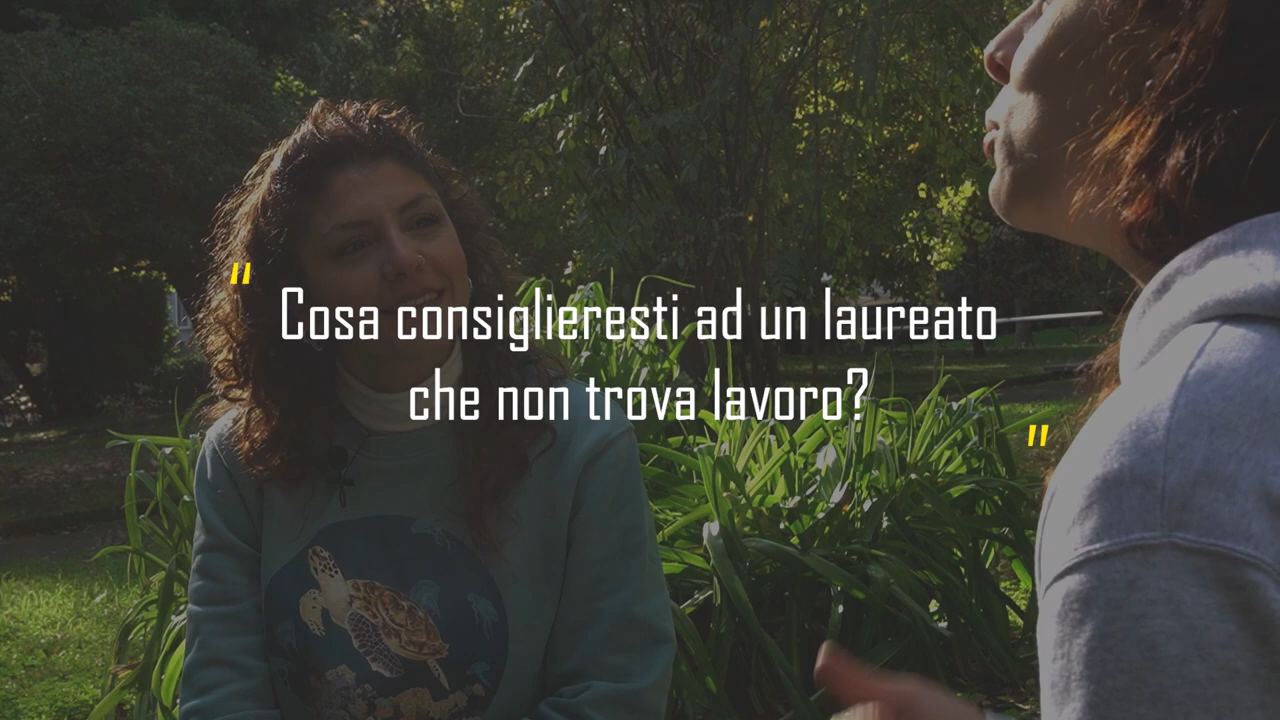 "Cosa consiglieresti ad un laureato
che non trova lavoro?"